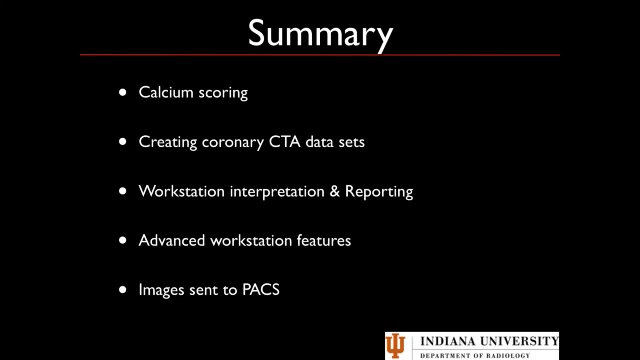 Summary
• Calcium scoring
• Creating coronary CTA data sets
• Workstation interpretation & Reporting
• Advanced workstation features
• Images sent to PACS
INDIANA UNIVERSITY
DEPARTMENT OF RADIOLOGY